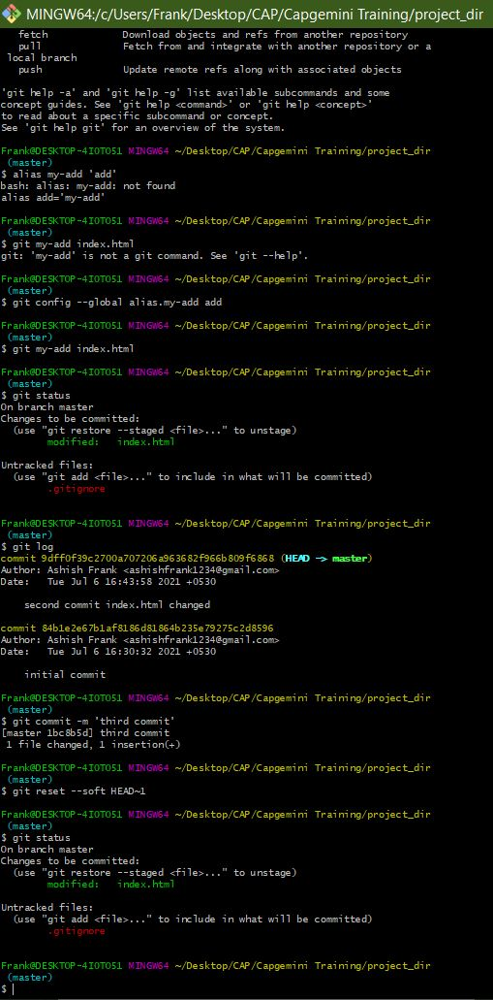 MINGW64:/c/Users/Frank/Desktop/CAP/Capgemini Training/project_dir
fetch Download objects and refs from another repository
pull Fetch from and integrate with another repository or a
local branch
push Update remote refs along with associated objects
'git help -a' and 'git help -g' list available subcommands and some
concept guides. See 'git help <command>' or 'git help <concept>'
to read about a specific subcommand or concept.
See 'git help git' for an overview of the system.
Frank@DESKTOP-4IOTO51 MINGW64 ~/Desktop/CAP/Capgemini Training/project_dir
(master)
$ alias my-add 'add'
bash: alias: my-add: not found
alias add='my-add'
Frank@DESKTOP-4IOTO51 MINGW64 ~/Desktop/CAP/Capgemini Training/project_dir
(master)
$ git my-add index.html
git: 'my-add' is not a git command. See 'git --help'.
Frank@DESKTOP-4IOTO51 MINGW64 ~/Desktop/CAP/Capgemini Training/project_dir
(master)
$ git config --global alias.my-add add
Frank@DESKTOP-4IOTO51 MINGW64 ~/Desktop/CAP/Capgemini Training/project_dir
(master)
$ git my-add index.html
Frank@DESKTOP-4IOTO51 MINGW64 ~/Desktop/CAP/Capgemini Training/project_dir
(master)
$ git status
On branch master
Changes to be committed:
(use "git restore --staged <file>..." to unstage)
modified: index.html
Untracked files:
(use "git add <file>..." to include in what will be committed)
.gitignore
Frank@DESKTOP-4IOTO51 MINGW64 ~/Desktop/CAP/Capgemini Training/project_dir
(master)
$ git log
commit 9dff0f39c2700a707206a963682f966b809f6868 (HEAD -> master)
Author: Ashish Frank <ashishfrank1234@gmail.com>
Date: Tue Jul 6 16:43:58 2021 +0530
second commit index.html changed
commit 84b1e2e67b1af8186d81864b235e79275c2d8596
Author: Ashish Frank <ashishfrank1234@gmail.com>
Date: Tue Jul 6 16:30:32 2021 +0530
initial commit
Frank@DESKTOP-4IOTO51 MINGW64 ~/Desktop/CAP/Capgemini Training/project_dir
(master)
$ git commit -m 'third commit'
[master 1bc8b5d] third commit
1 file changed, 1 insertion(+)
Frank@DESKTOP-4IOTO51 MINGW64 ~/Desktop/CAP/Capgemini Training/project_dir
(master)
$ git reset --soft HEAD~1
Frank@DESKTOP-4IOTO51 MINGW64 ~/Desktop/CAP/Capgemini Training/project_dir
(master)
$ git status
On branch master
Changes to be committed:
(use "git restore --staged <file>..." to unstage)
modified: index.html
Untracked files:
(use "git add <file>..." to include in what will be committed)
.gitignore
Frank@DESKTOP-4IOTO51 MINGW64 ~/Desktop/CAP/Capgemini Training/project_dir
(master)
$